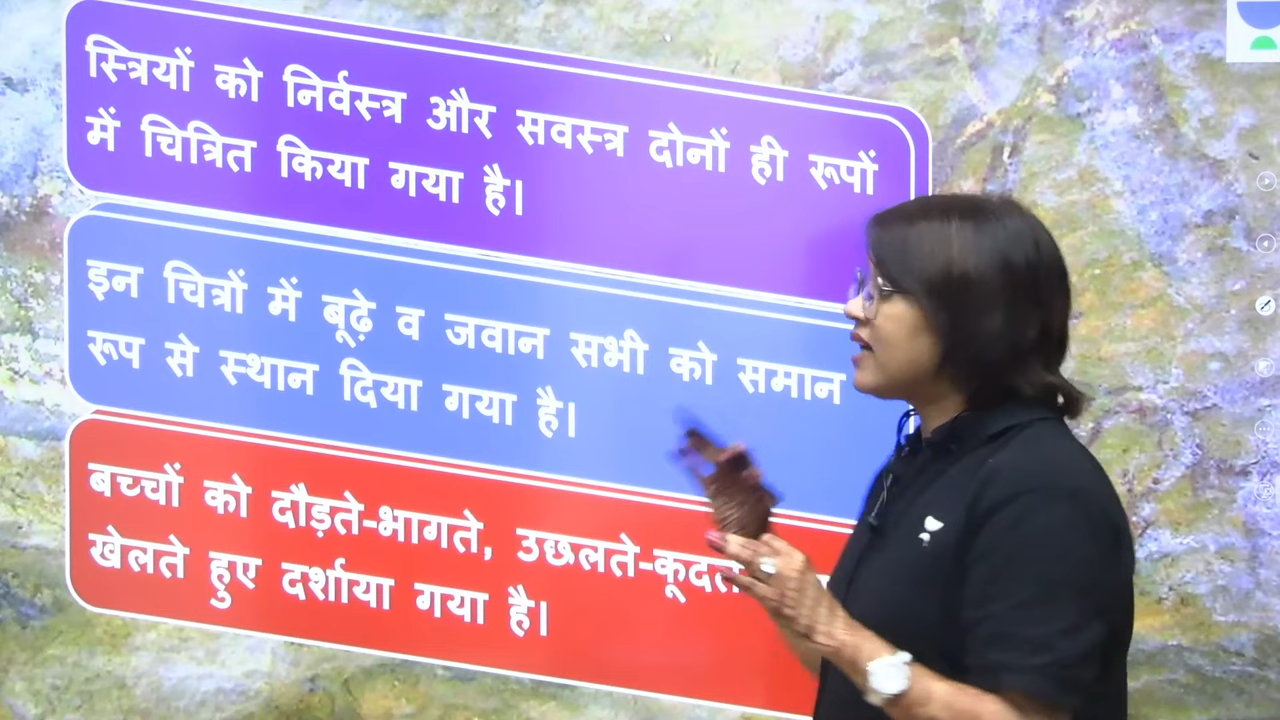 स्त्रियों को निर्वस्त्र और सवस्त्र दोनों ही रूपों
में चित्रित किया गया है।
इन चित्रों में बूढ़े व जवान सभी को समान
रूप से स्थान दिया गया है।
बच्चों को दौड़ते-भागते, उछलते-कूदते
खेलते हुए दर्शाया गया है।